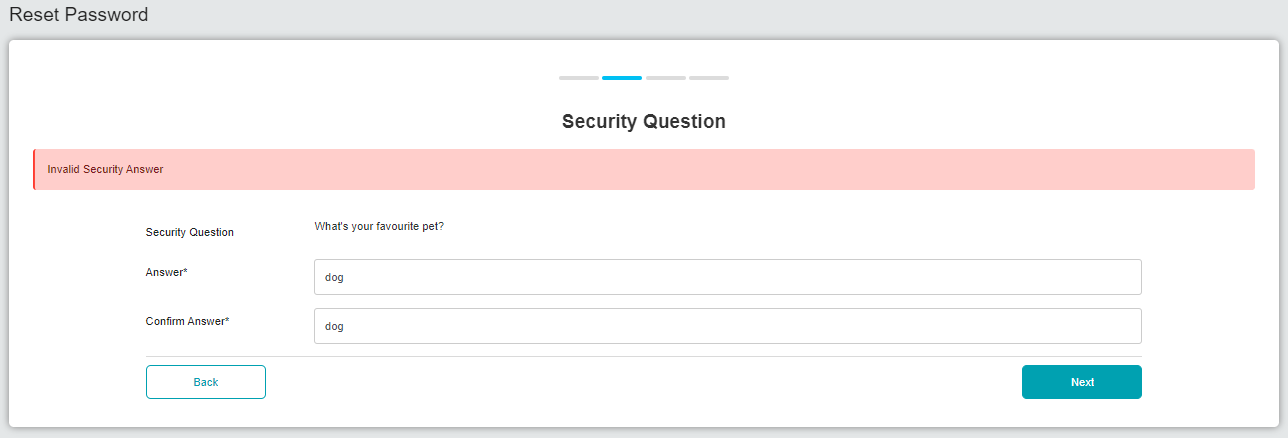 Reset Password
Security Question
Invalid Security Answer
Security Question What's your favourite pet?
Answer* dog
Confirm Answer* dog
Back Next